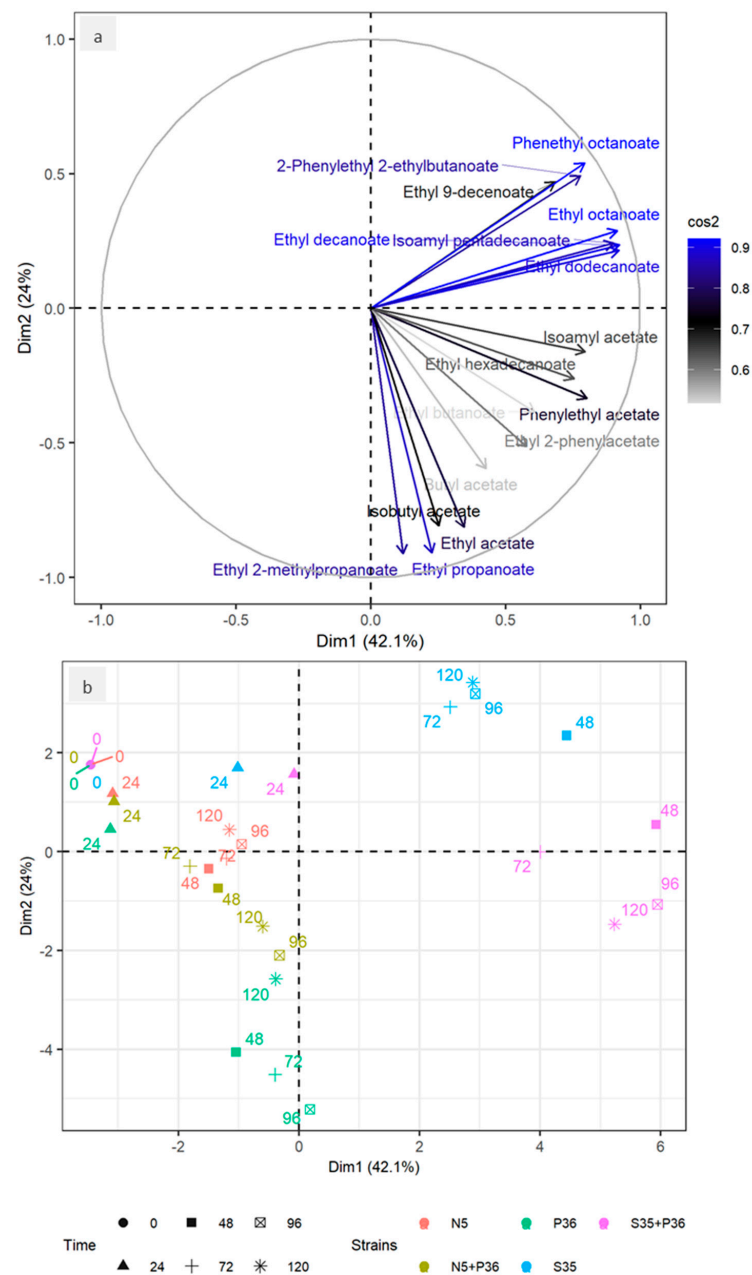 a
1.0
0.5
0.0
-0.5
-1.0
Dim2 (24%)
Phenethyl octanoate
2-Phenylethyl 2-ethylbutanoate
Ethyl 9-decenoate
Ethyl octanoate
Ethyl decanoate Isoamyl pentadecanoate
Ethyl dodecanoate
Isoamyl acetate
Ethyl hexadecanoate
butanoate
Phenylethyl acetate
Ethyl 2-phenylacetate
Butyl acetate
Isobutyl acetate
Ethyl acetate
Ethyl 2-methylpropanoate Ethyl propanoate
-1.0 -0.5 0.0 0.5 1.0
Dim1 (42.1%)
cos2
0.9
0.8
0.7
0.6
b
2
0
-2
-4
Dim2 (24%)
120
96
72
48
0
0 0
0 0
24
24
24
24
24
48
120
96
72
72
48
48
72
96
120
120
96
120
48
72
96
-2 0 2 4 6
Dim1 (42.1%)
Time
0 48 96
24 72 120
Strains
N5 P36 S35+P36
N5+P36 S35